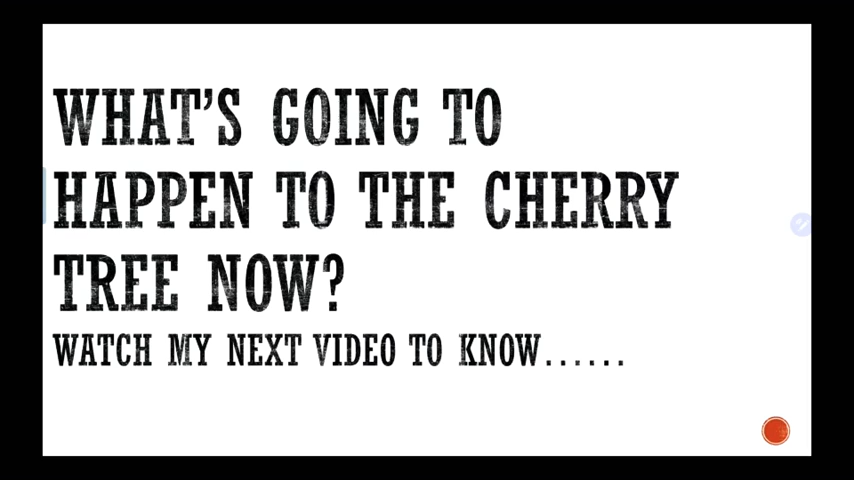 WHAT'S GOING TO
HAPPEN TO THE CHERRY
TREE NOW?
WATCH MY NEXT VIDEO TO KNOW......